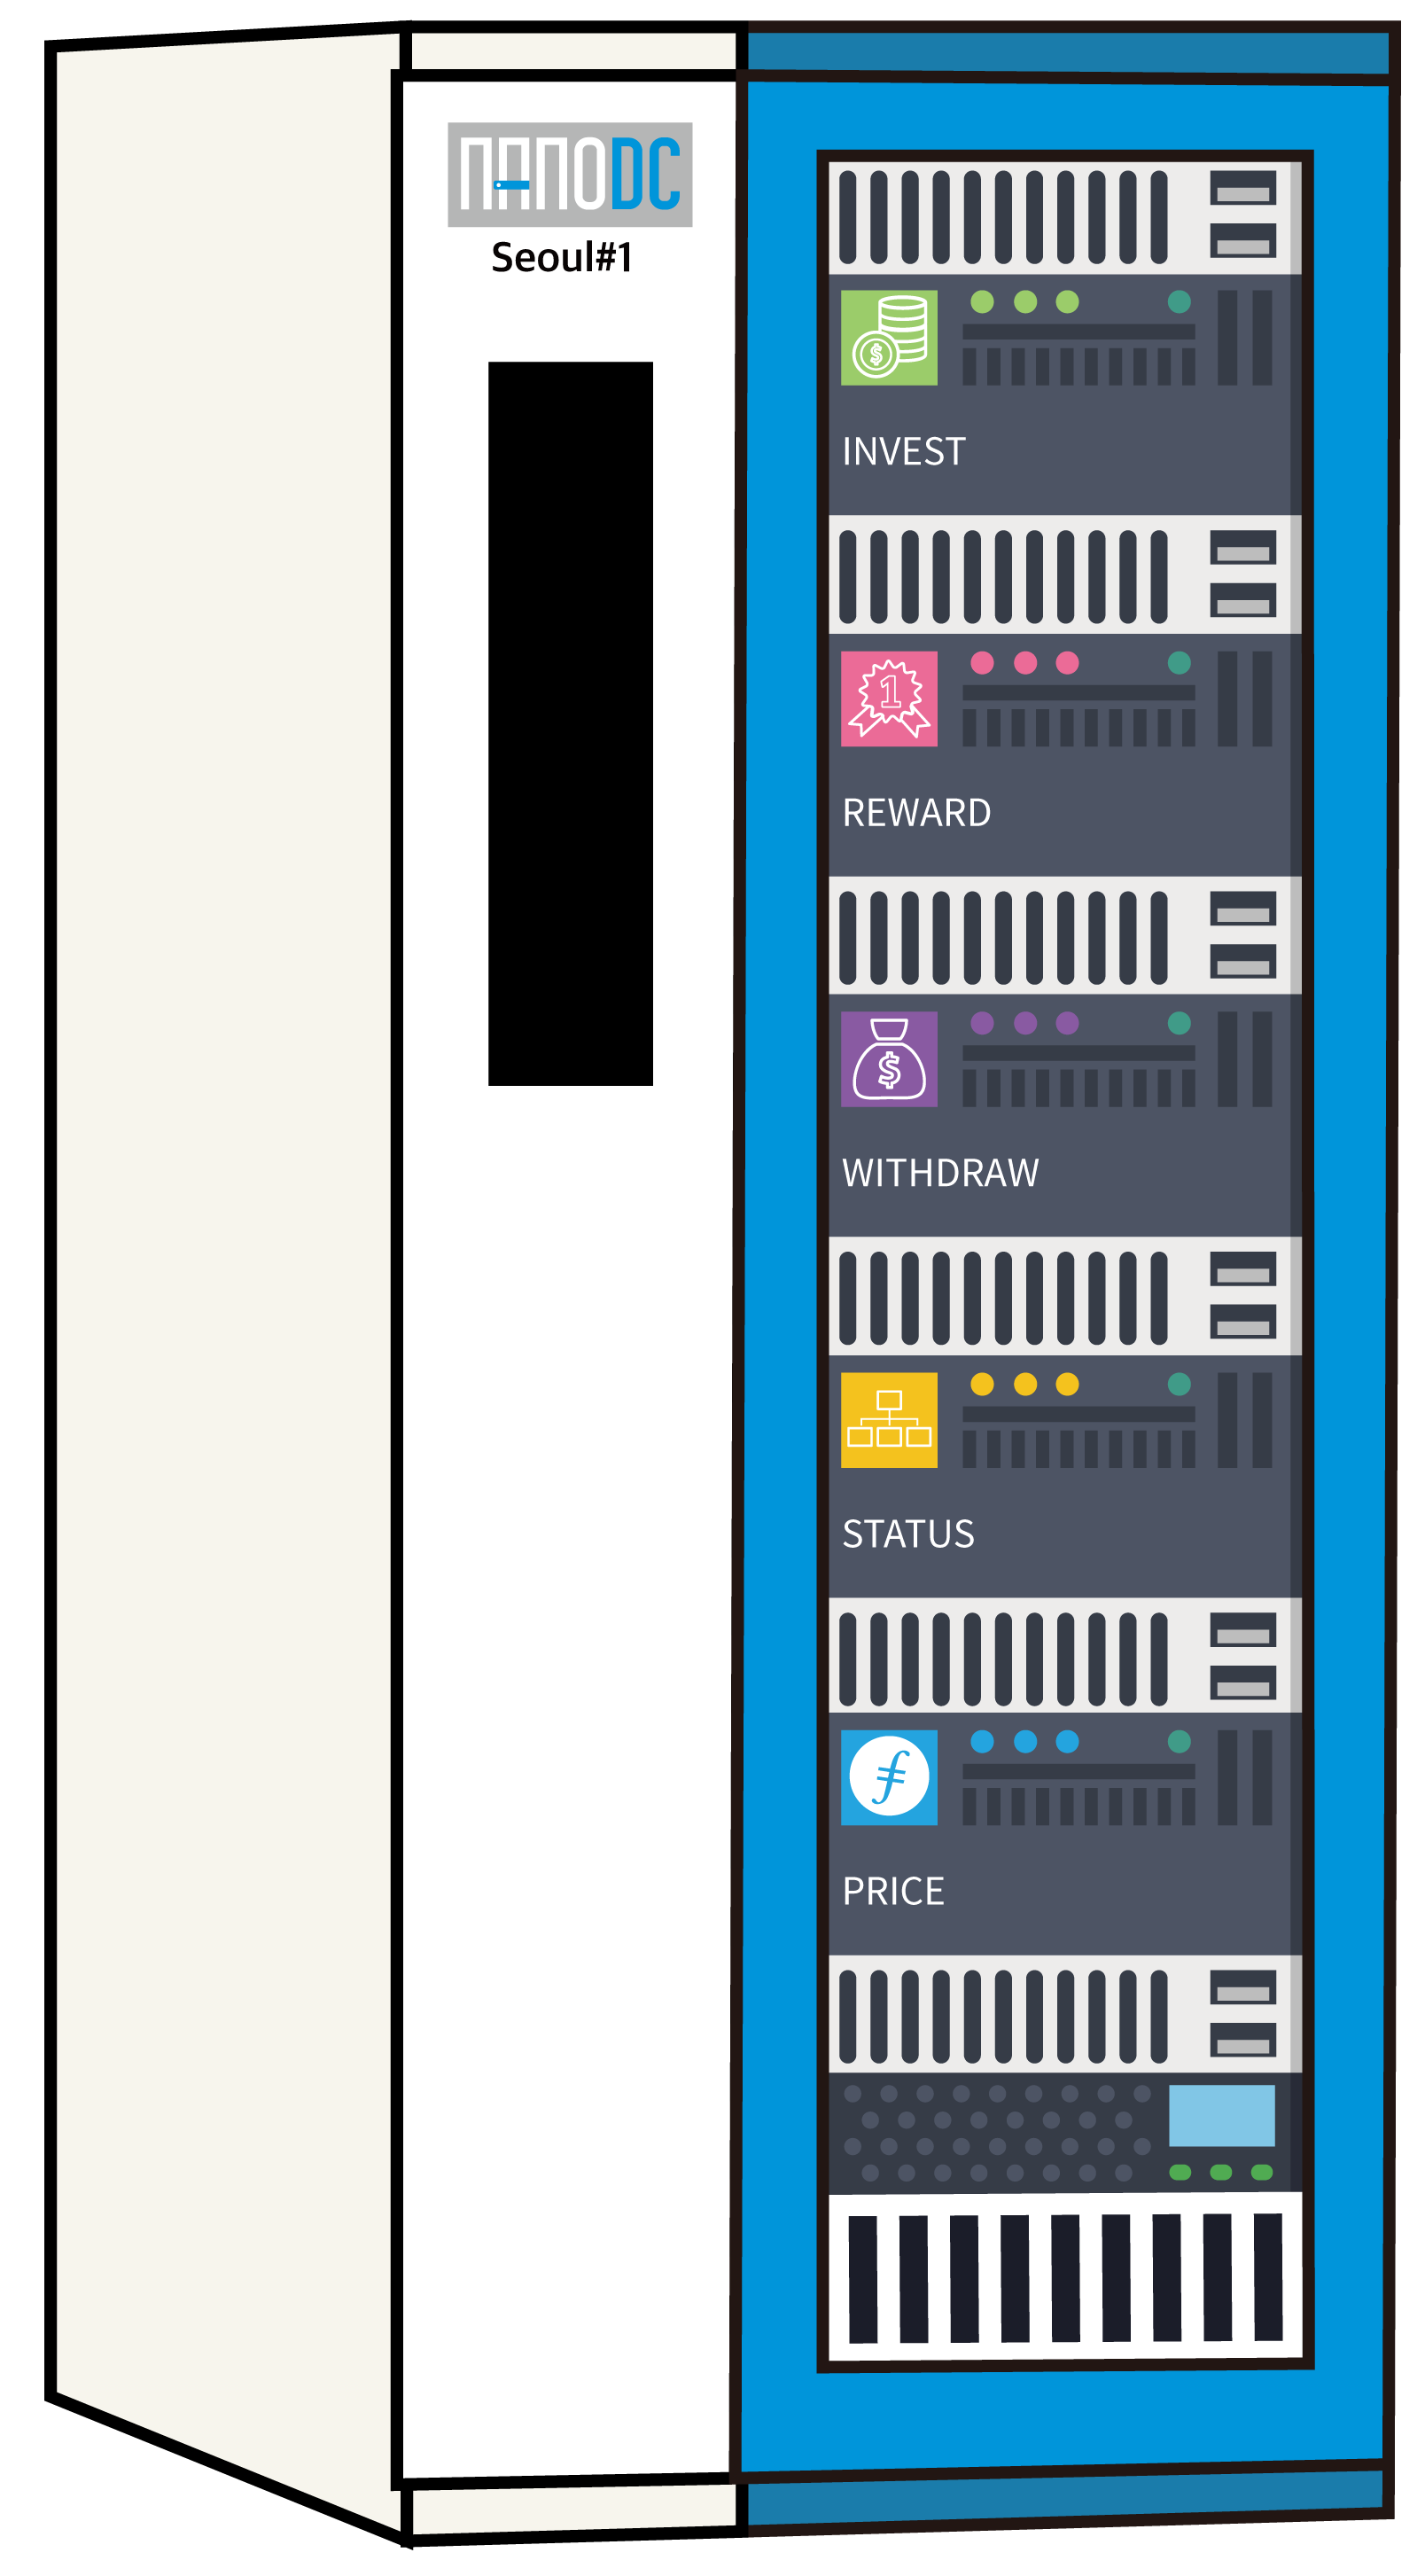 NANODC
Seoul#1
INVEST
REWARD
WITHDRAW
STATUS
PRICE